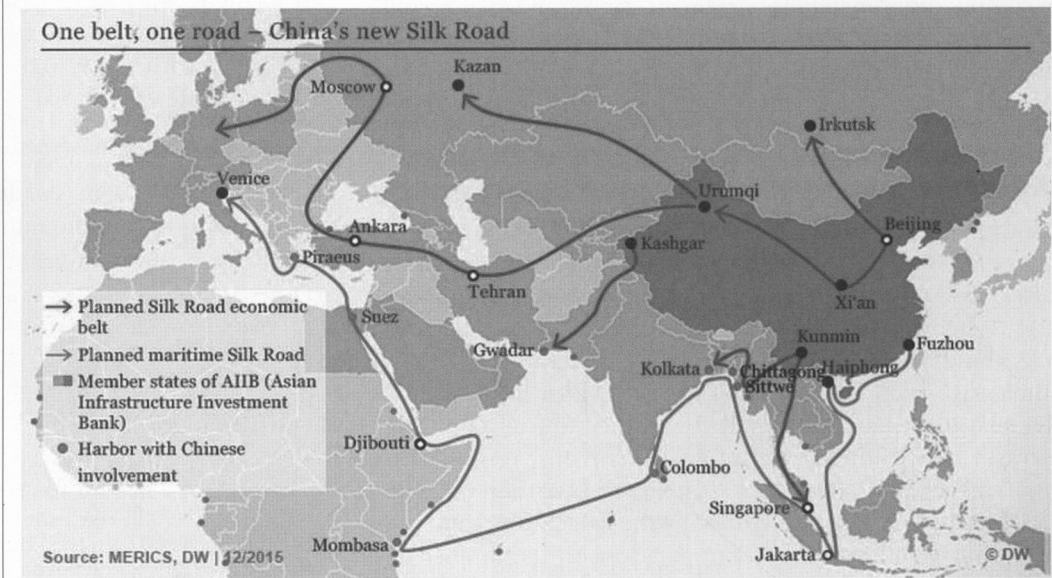 One belt, one road – China's new Silk Road
Kazan
Moscow
Irkutsk
Venice
Urumqi
Ankara
Beijing
Kashgar
Piraeus
Tehran
Xi'an
Planned Silk Road economic
belt
Suez
Kunmin
Fuzhou
Gwadar
Planned maritime Silk Road
Kolkata
Chittagong
Haiphong
Member states of AIIB (Asian
Infrastructure Investment
Bank)
Sittwe
Harbor with Chinese
involvement
Djibouti
Colombo
Singapore
Mombasa
Jakarta
Source: MERICS, DW | 12/2015
© DW